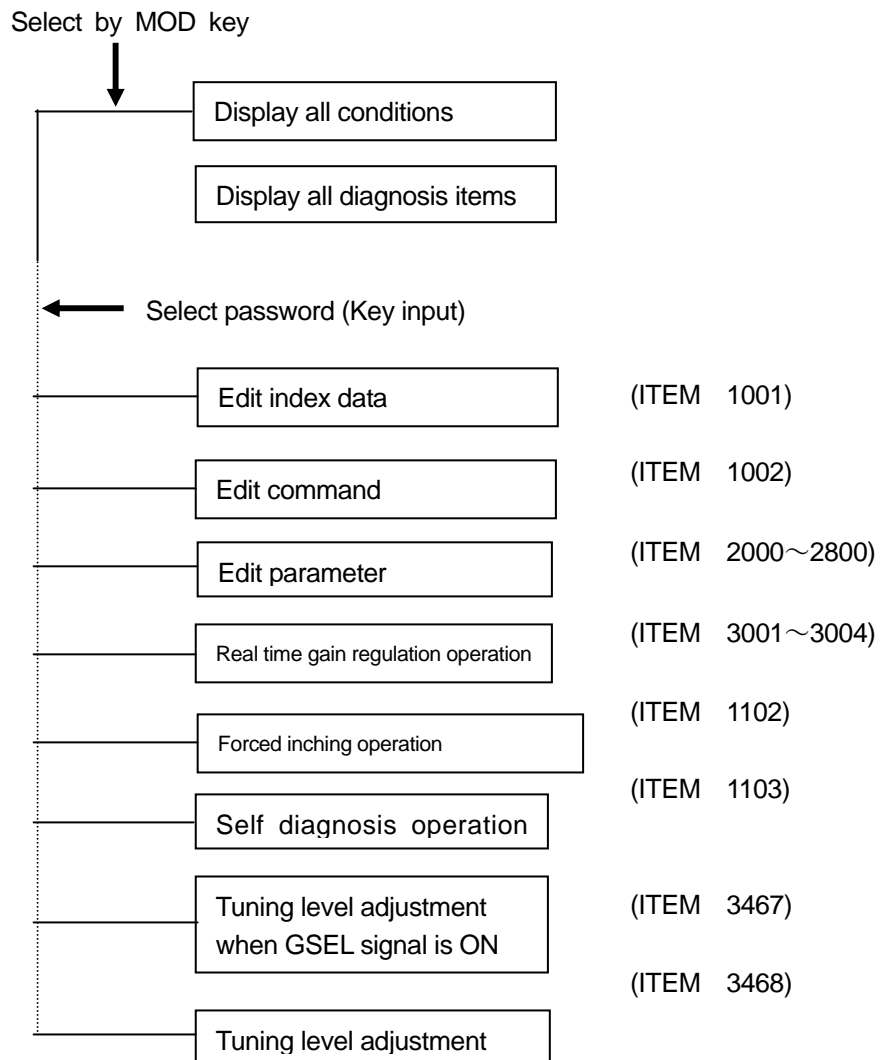 Select by MOD key
Display all conditions
Display all diagnosis items
Select password (Key input)
Edit index data
(ITEM 1001)
Edit command
(ITEM 1002)
Edit parameter
(ITEM 2000～2800)
Real time gain regulation operation
(ITEM 3001～3004)
Forced inching operation
(ITEM 1102)
Self diagnosis operation
(ITEM 1103)
Tuning level adjustment
when GSEL signal is ON
(ITEM 3467)
Tuning level adjustment
(ITEM 3468)